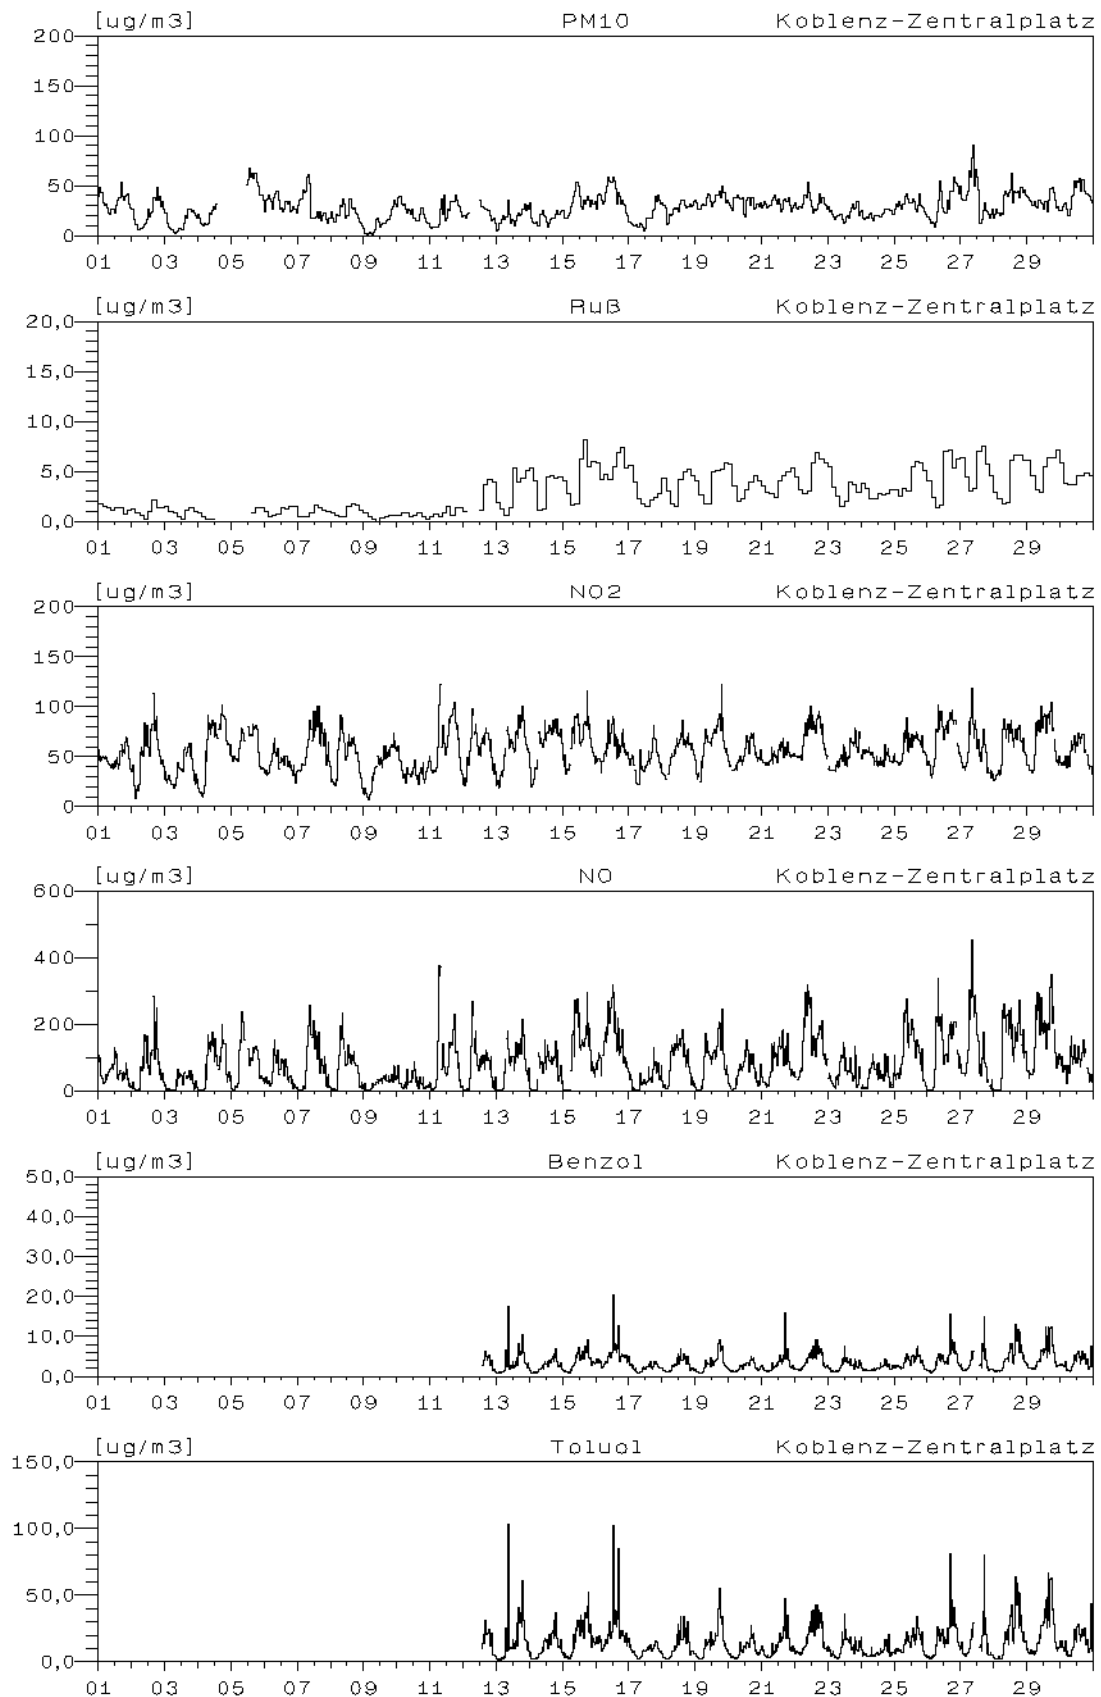 [ug/m3] PM10 Koblenz-Zentralplatz
200
150
100
50
0
01 03 05 07 09 11 13 15 17 19 21 23 25 27 29
[ug/m3] Ruß Koblenz-Zentralplatz
20,0
15,0
10,0
5,0
0,0
01 03 05 07 09 11 13 15 17 19 21 23 25 27 29
[ug/m3] NO2 Koblenz-Zentralplatz
200
150
100
50
0
01 03 05 07 09 11 13 15 17 19 21 23 25 27 29
[ug/m3] NO Koblenz-Zentralplatz
600
400
200
0
01 03 05 07 09 11 13 15 17 19 21 23 25 27 29
[ug/m3] Benzol Koblenz-Zentralplatz
50,0
40,0
30,0
20,0
10,0
0,0
01 03 05 07 09 11 13 15 17 19 21 23 25 27 29
[ug/m3] Toluol Koblenz-Zentralplatz
150,0
100,0
50,0
0,0
01 03 05 07 09 11 13 15 17 19 21 23 25 27 29